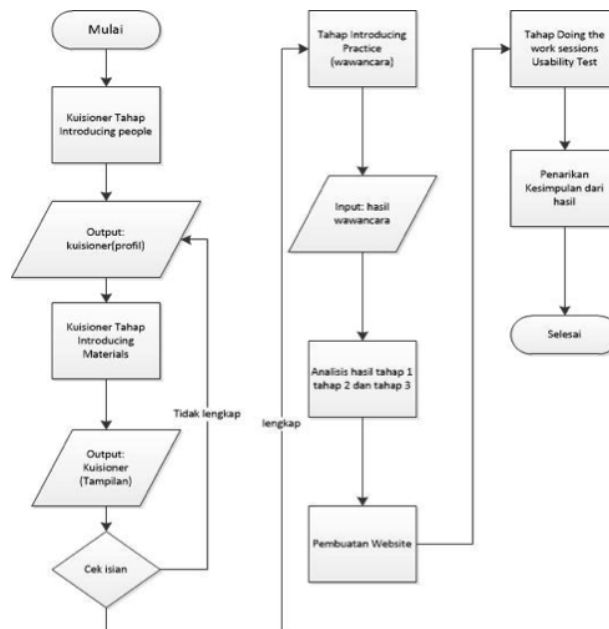 Mulai
Kuisioner Tahap
Introducing people
Output:
kuisioner(profil)
Kuisioner Tahap
Introducing
Materials
Tidak lengkap
Output:
Kuisioner
(Tampilan)
Cek isian
lengkap
Tahap Introducing
Practice
(wawancara)
Input: hasil
wawancara
Analisis hasil tahap 1
tahap 2 dan tahap 3
Pembuatan Website
Tahap Doing the
work sessions
Usability Test
Penarikan
Kesimpulan dari
hasil
Selesai